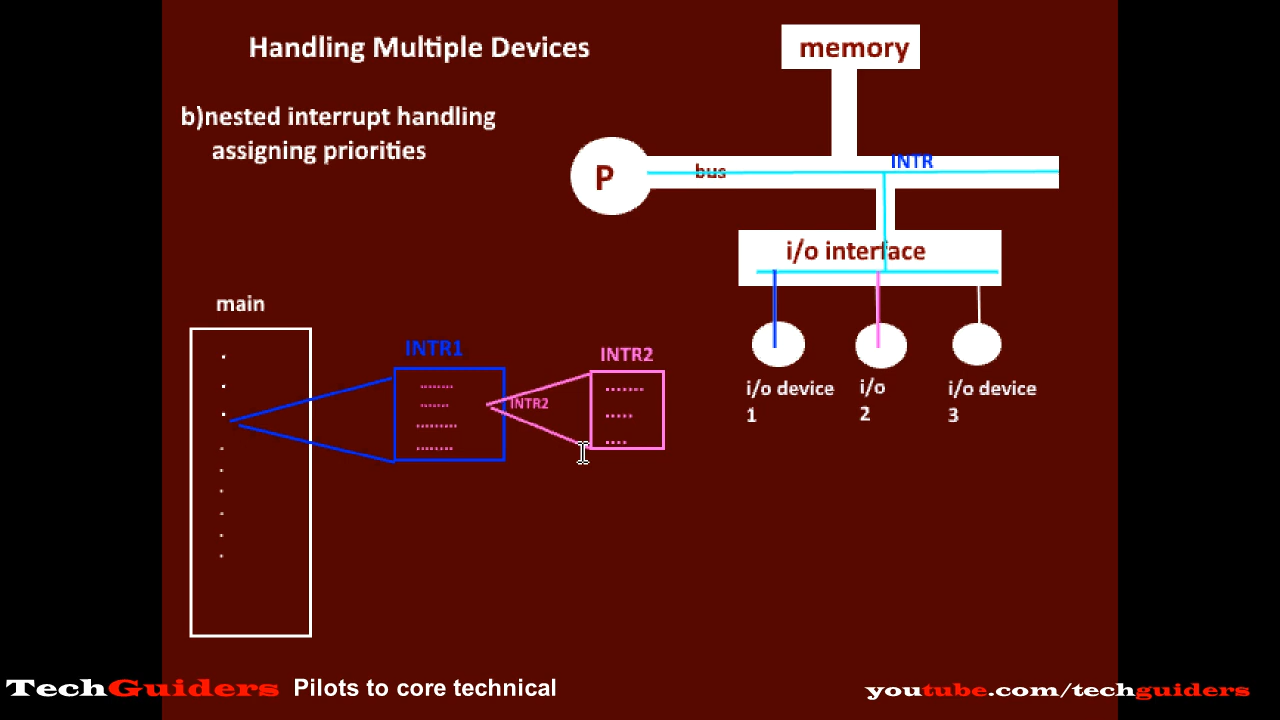 Handling Multiple Devices
b)nested interrupt handling
assigning priorities
memory
P
bus
INTR
i/o interface
i/o device
1
i/o
2
i/o device
3
main
INTR1
INTR2
INTR2
TechGuiders Pilots to core technical
youtube.com/techguiders